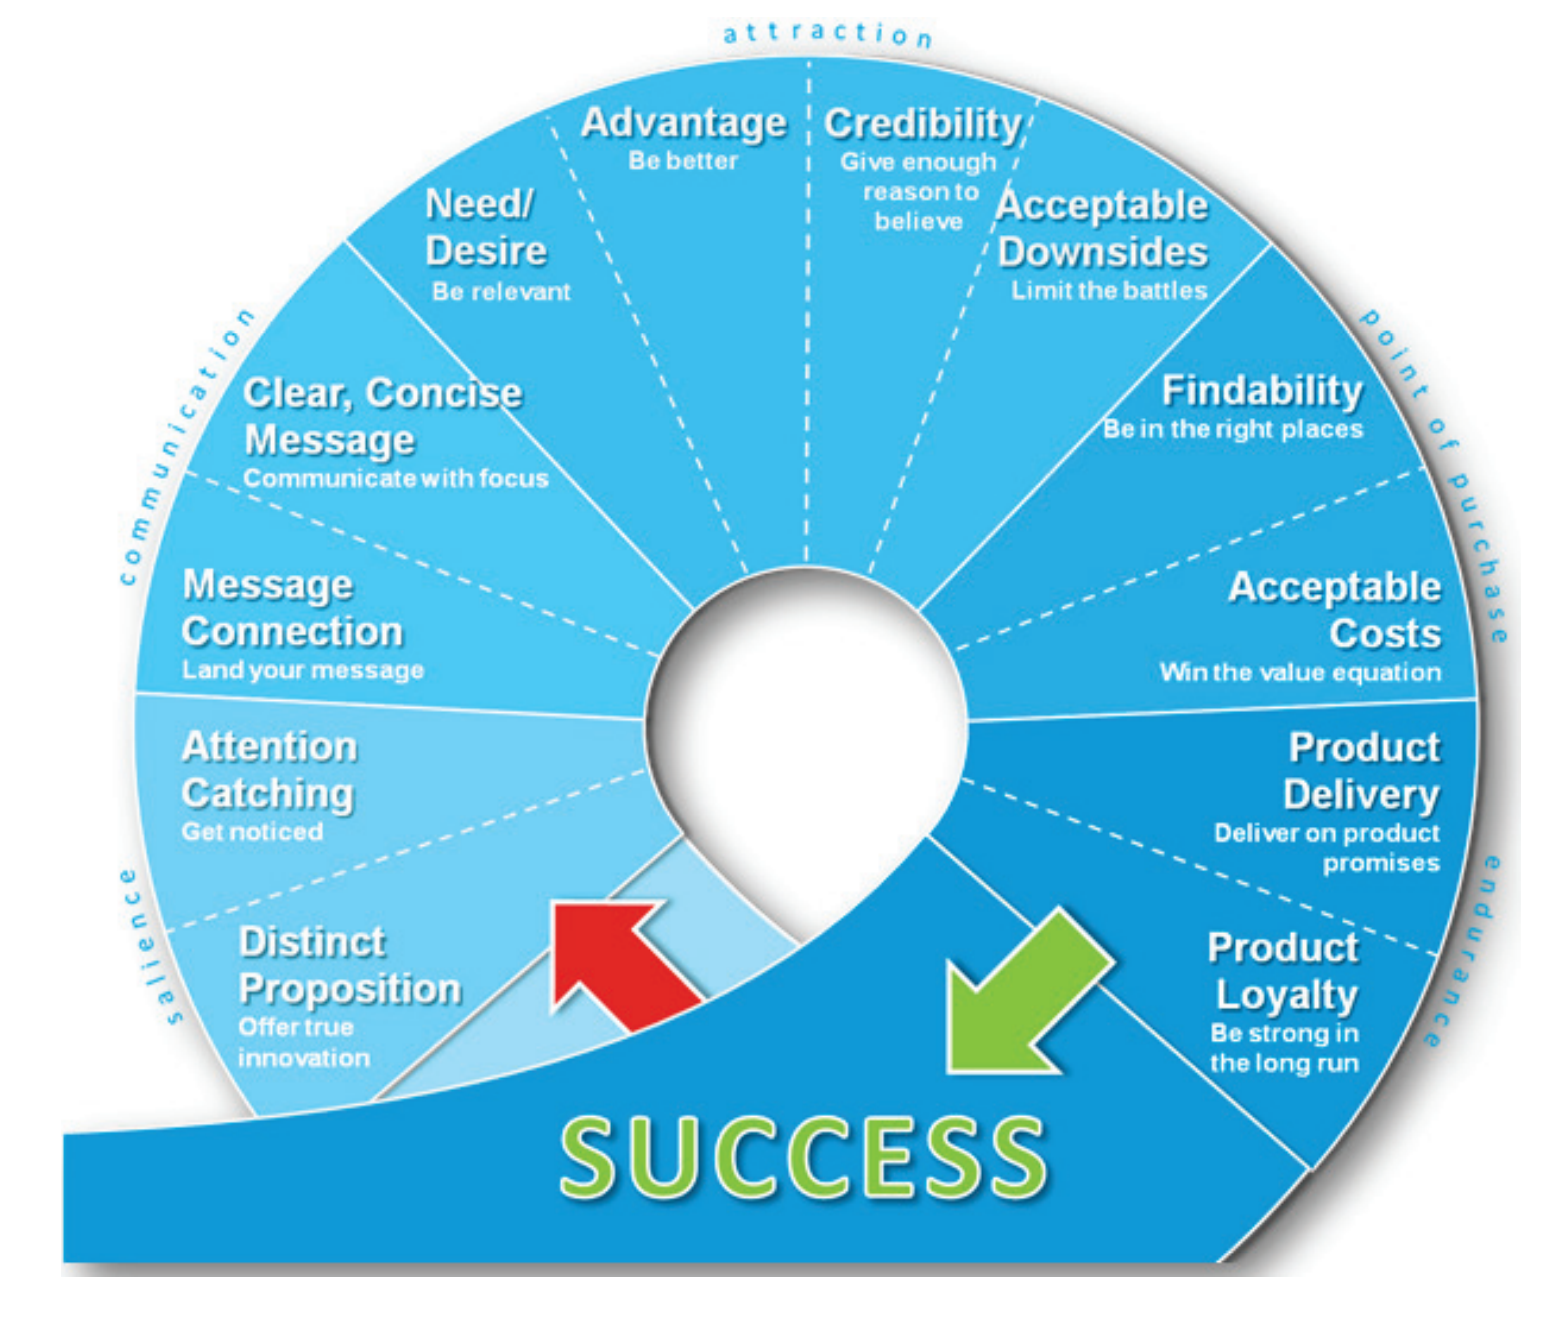 attraction
Advantage
Be better
Credibility
Give enough
reason to
believe
Need/
Desire
Be relevant
Acceptable
Downsides
Limit the battles
communication
Clear, Concise
Message
Communicate with focus
point of purchase
Findability
Be in the right places
Message
Connection
Land your message
Acceptable
Costs
Win the value equation
Attention
Catching
Get noticed
Product
Delivery
Deliver on product
promises
salience
Distinct
Proposition
Offer true
innovation
endurance
Product
Loyalty
Be strong in
the long run
SUCCESS